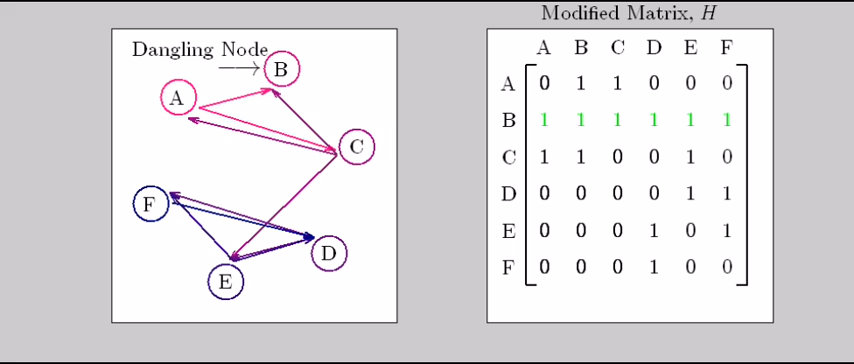 Modified Matrix, H
Dangling Node
B
A
C
F
D
E
A B C D E F
A 0 1 1 0 0 0
B 1 1 1 1 1 1
C 1 1 0 0 1 0
D 0 0 0 0 1 1
E 0 0 0 1 0 1
F 0 0 0 1 0 0